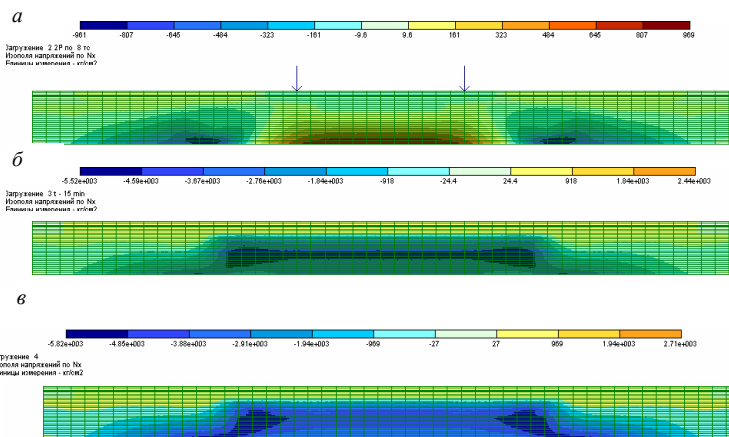 а
-961 -807 -645 -484 -323 -161 -9.6 9.6 161 323 484 645 807 969
Загружение 2 2P по 8 тс
Изополя напряжений по Nx
Единицы измерения - кг/см2
б
-5.52e+003 -4.59e+003 -3.67e+003 -2.76e+003 -1.84e+003 -918 -24.4 24.4 918 1.84e+003 2.44e+003
Загружение 3 t - 15 min
Изополя напряжений по Nx
Единицы измерения - кг/см2
в
-5.82e+003 -4.85e+003 -3.88e+003 -2.91e+003 -1.94e+003 -969 -27 27 969 1.94e+003 2.71e+003
гружение 4
ополя напряжений по Nx
иницы измерения - кг/см2